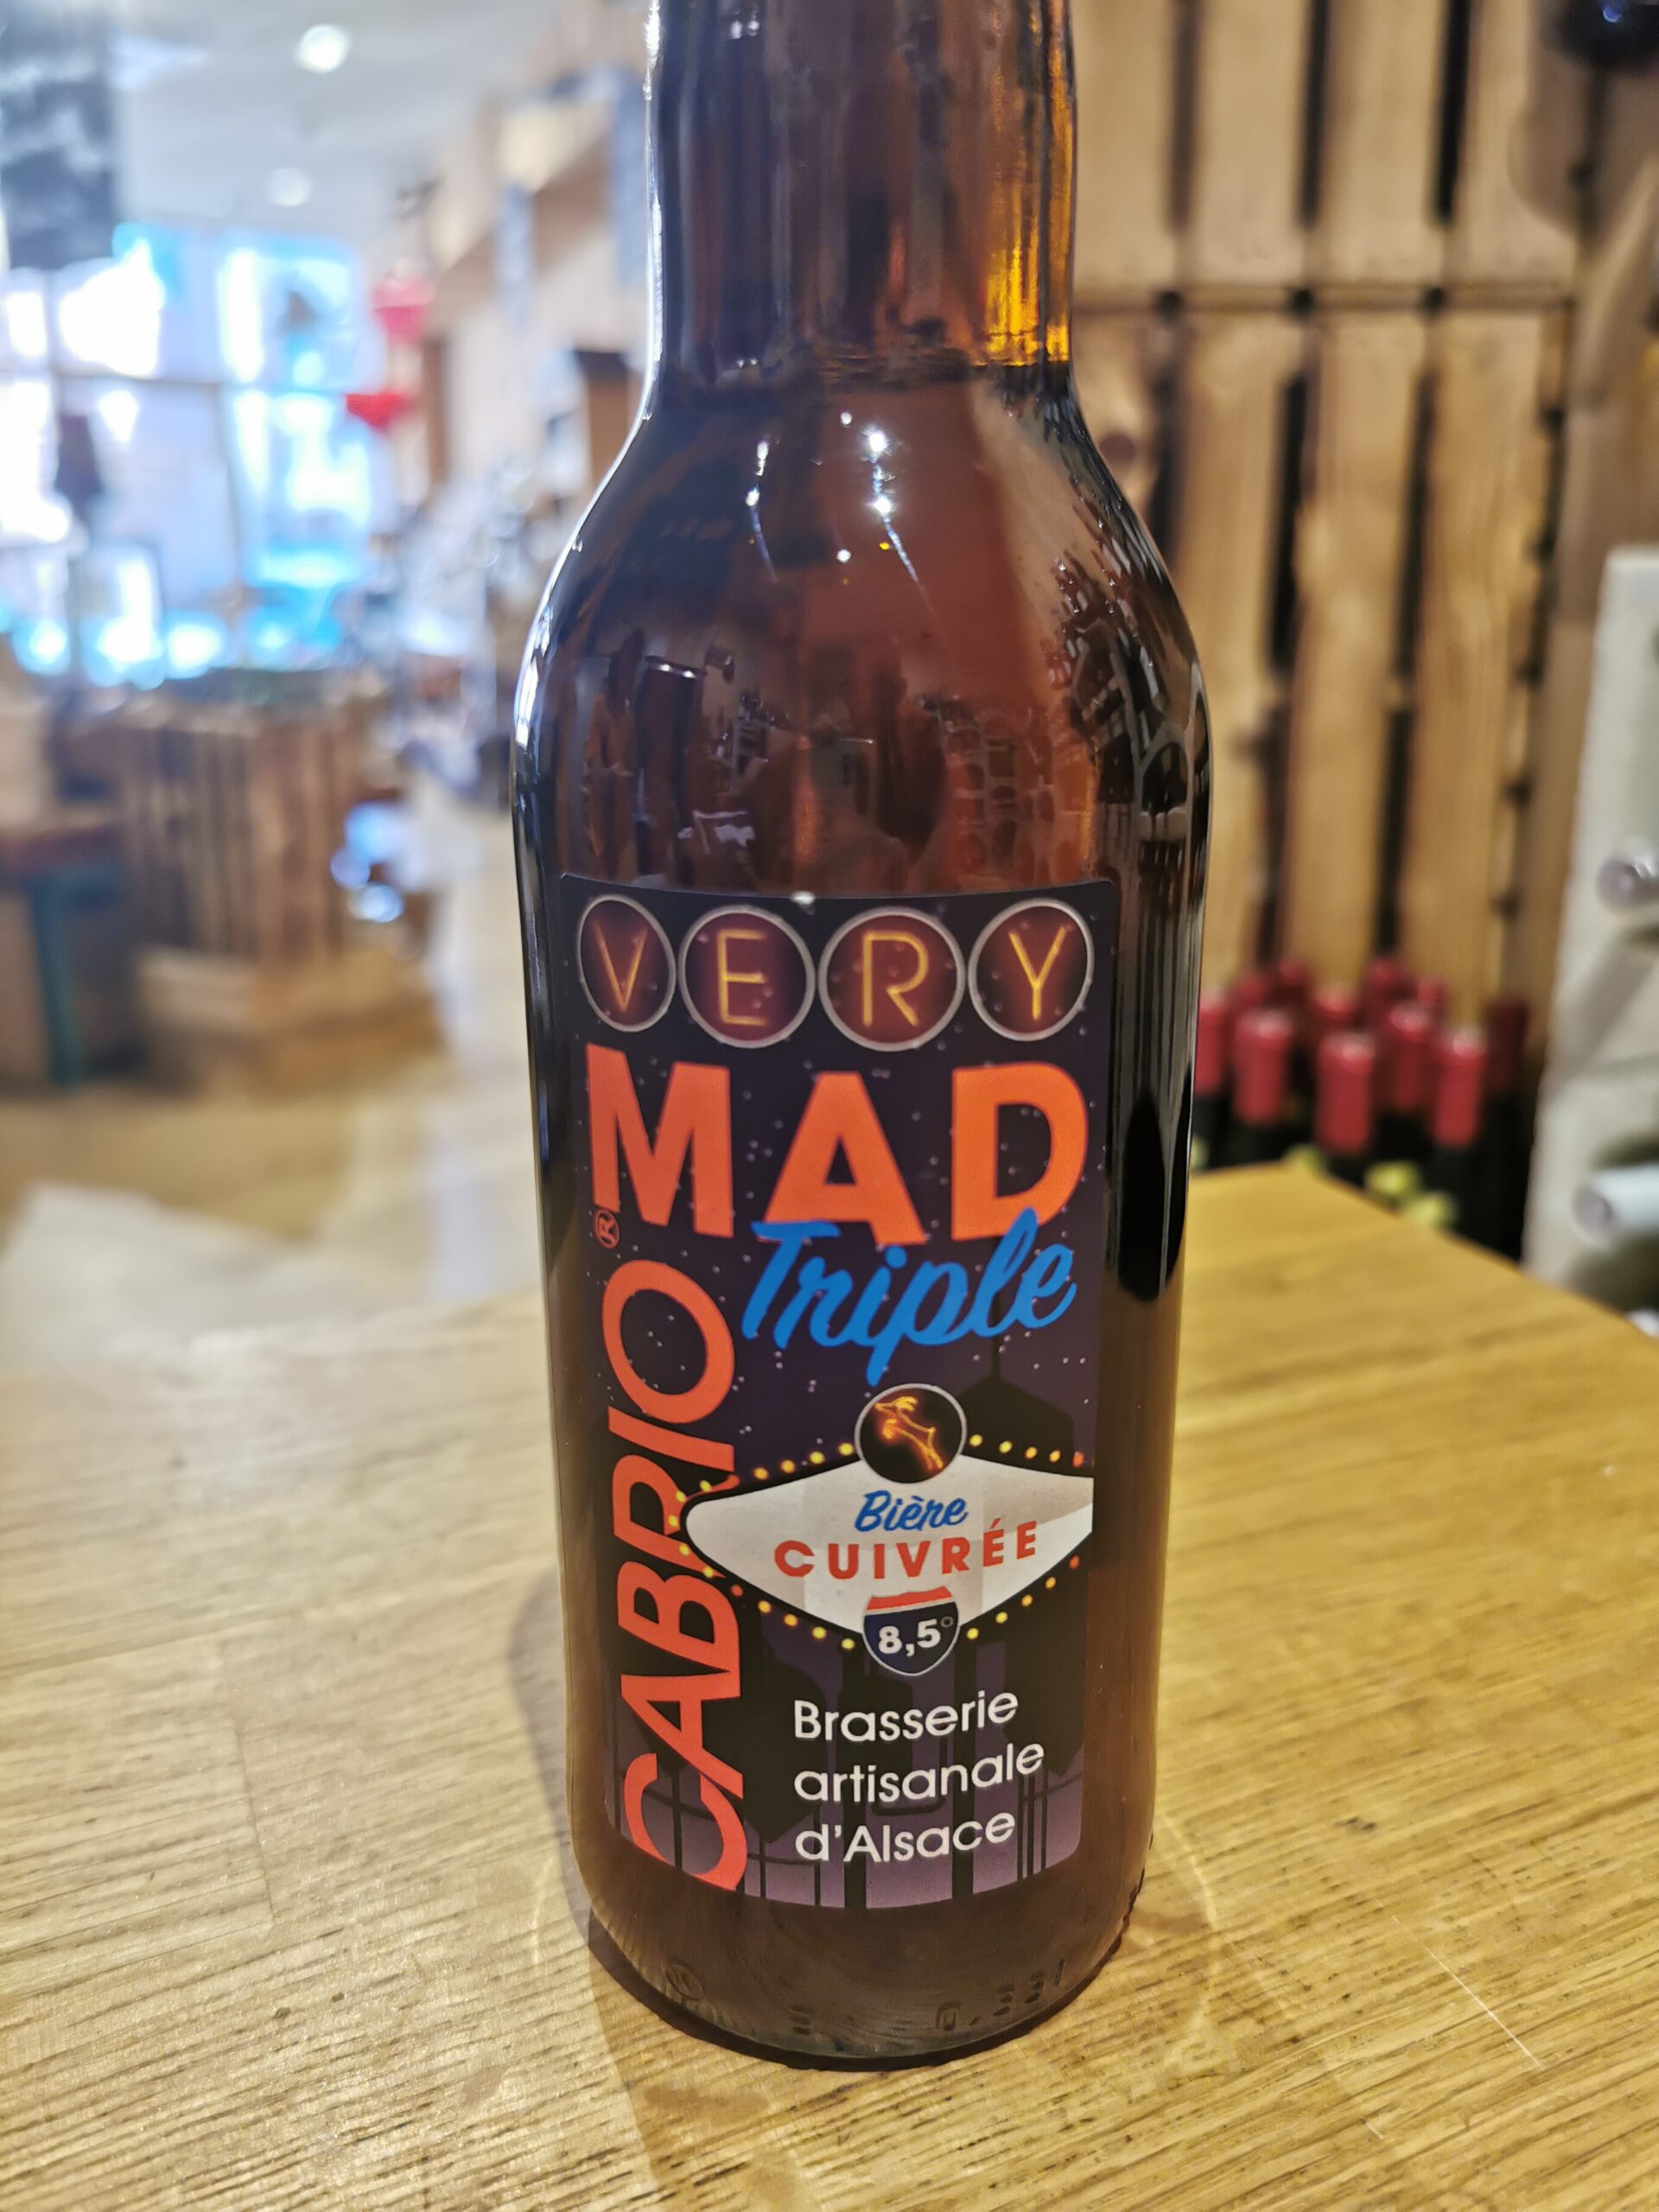 VERY
MAD
Triple
CABRIO®
Bière
CUIVRÉE
8,5°
Brasserie
artisanale
d'Alsace